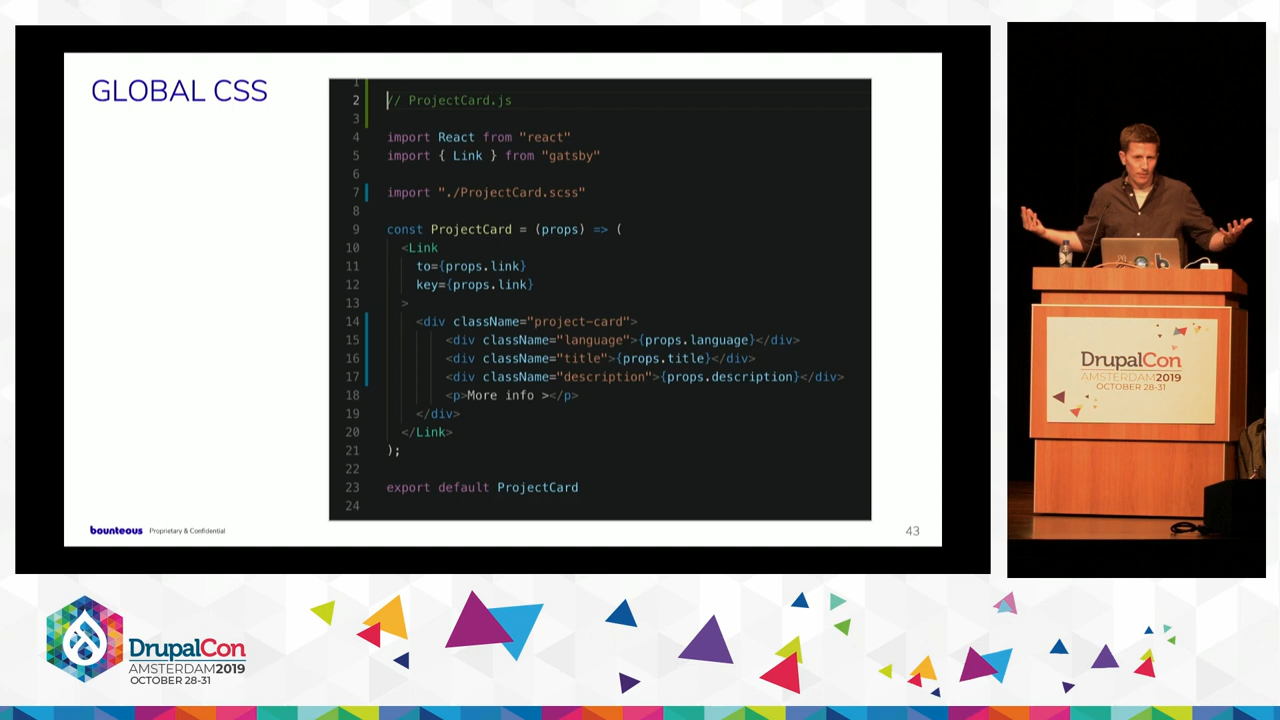 GLOBAL CSS
1
2 // ProjectCard.js
3
4 import React from "react"
5 import { Link } from "gatsby"
6
7 import "./ProjectCard.scss"
8
9 const ProjectCard = (props) => (
10 <Link
11 to={props.link}
12 key={props.link}
13 >
14 <div className="project-card">
15 <div className="language">{props.language}</div>
16 <div className="title">{props.title}</div>
17 <div className="description">{props.description}</div>
18 <p>More info ></p>
19 </div>
20 </Link>
21 );
22
23 export default ProjectCard
24
bounteous Proprietary & Confidential
43
DrupalCon
AMSTERDAM2019
OCTOBER 28-31
DrupalCon
AMSTERDAM2019
OCTOBER 28-31